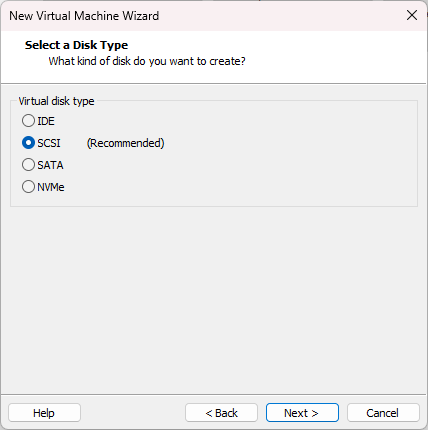 New Virtual Machine Wizard
Select a Disk Type
What kind of disk do you want to create?
Virtual disk type
IDE
SCSI (Recommended)
SATA
NVMe
Help < Back Next > Cancel